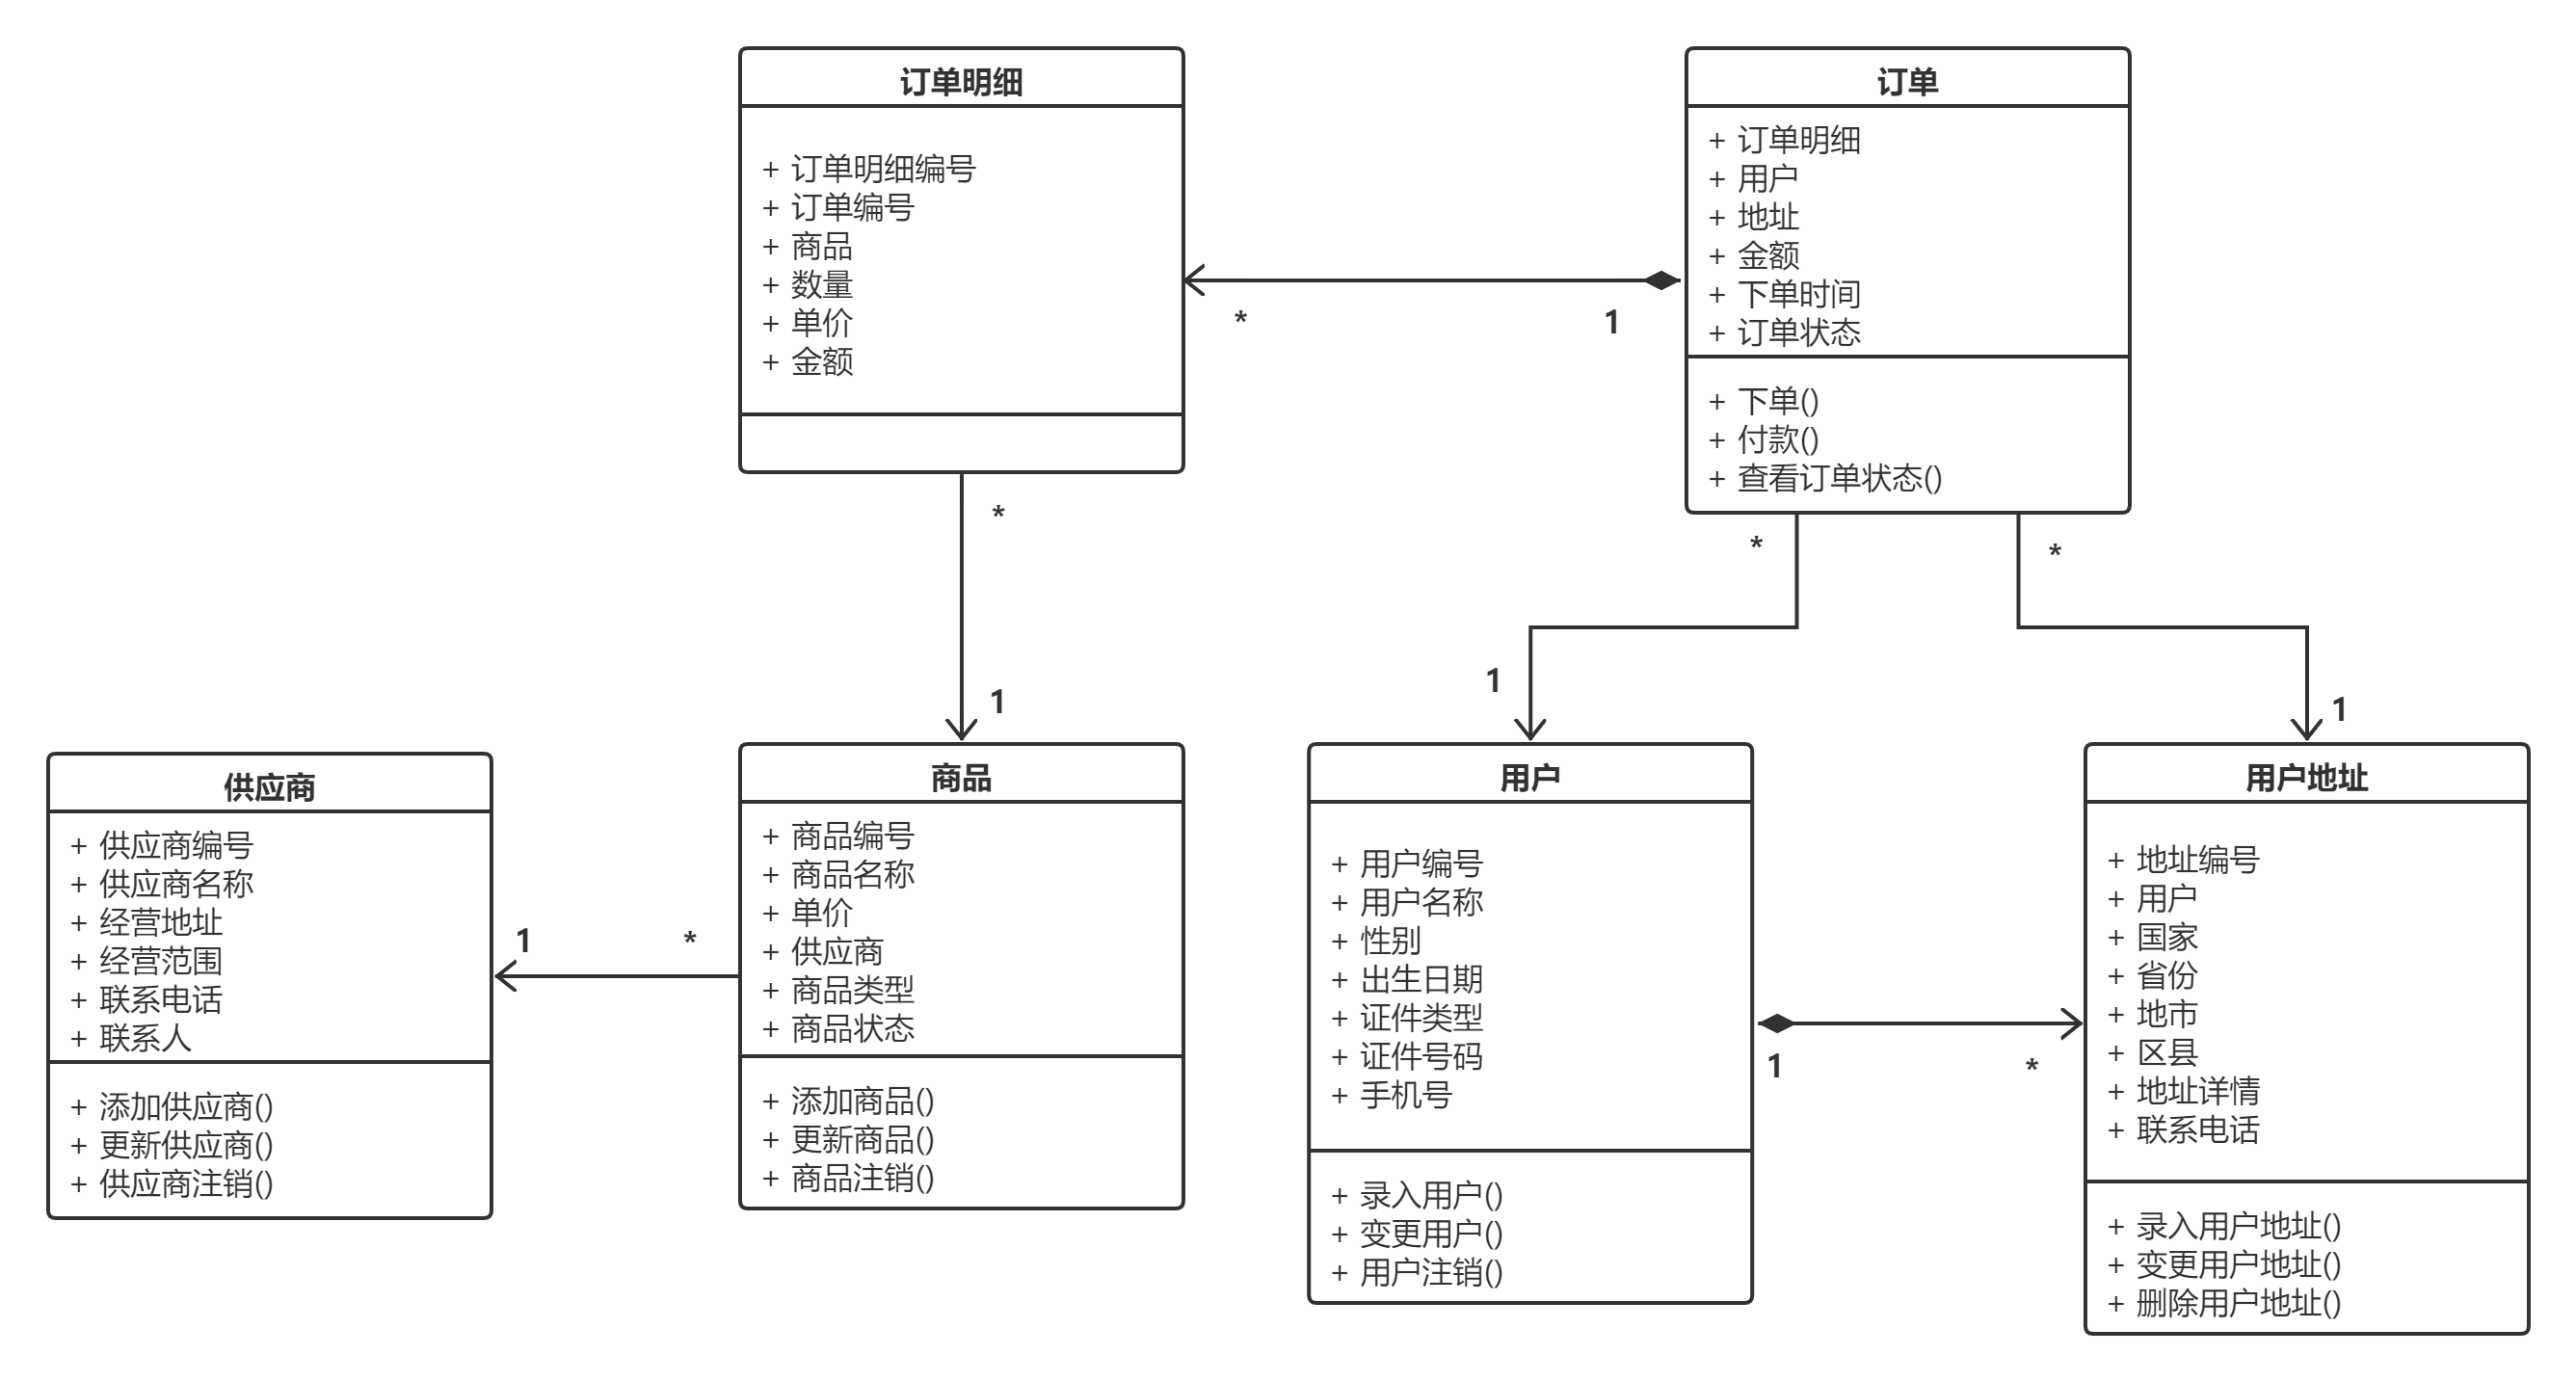 订单明细
+ 订单明细编号
+ 订单编号
+ 商品
+ 数量
+ 单价
+ 金额
订单
+ 订单明细
+ 用户
+ 地址
+ 金额
+ 下单时间
+ 订单状态
+ 下单()
+ 付款()
+ 查看订单状态()
*
1
*
1
*
1
*
1
供应商
+ 供应商编号
+ 供应商名称
+ 经营地址
+ 经营范围
+ 联系电话
+ 联系人
+ 添加供应商()
+ 更新供应商()
+ 供应商注销()
1
*
商品
+ 商品编号
+ 商品名称
+ 单价
+ 供应商
+ 商品类型
+ 商品状态
+ 添加商品()
+ 更新商品()
+ 商品注销()
用户
+ 用户编号
+ 用户名称
+ 性别
+ 出生日期
+ 证件类型
+ 证件号码
+ 手机号
+ 录入用户()
+ 变更用户()
+ 用户注销()
1
*
用户地址
+ 地址编号
+ 用户
+ 国家
+ 省份
+ 地市
+ 区县
+ 地址详情
+ 联系电话
+ 录入用户地址()
+ 变更用户地址()
+ 删除用户地址()